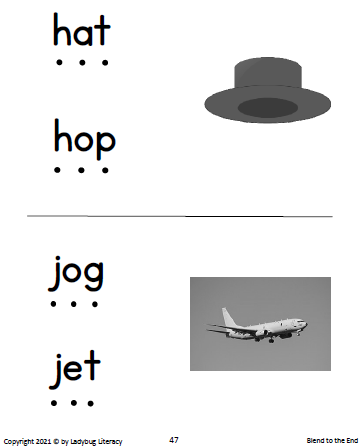 hat
hop
jog
jet
Copyright 2021 © by Ladybug Literacy 47 Blend to the End